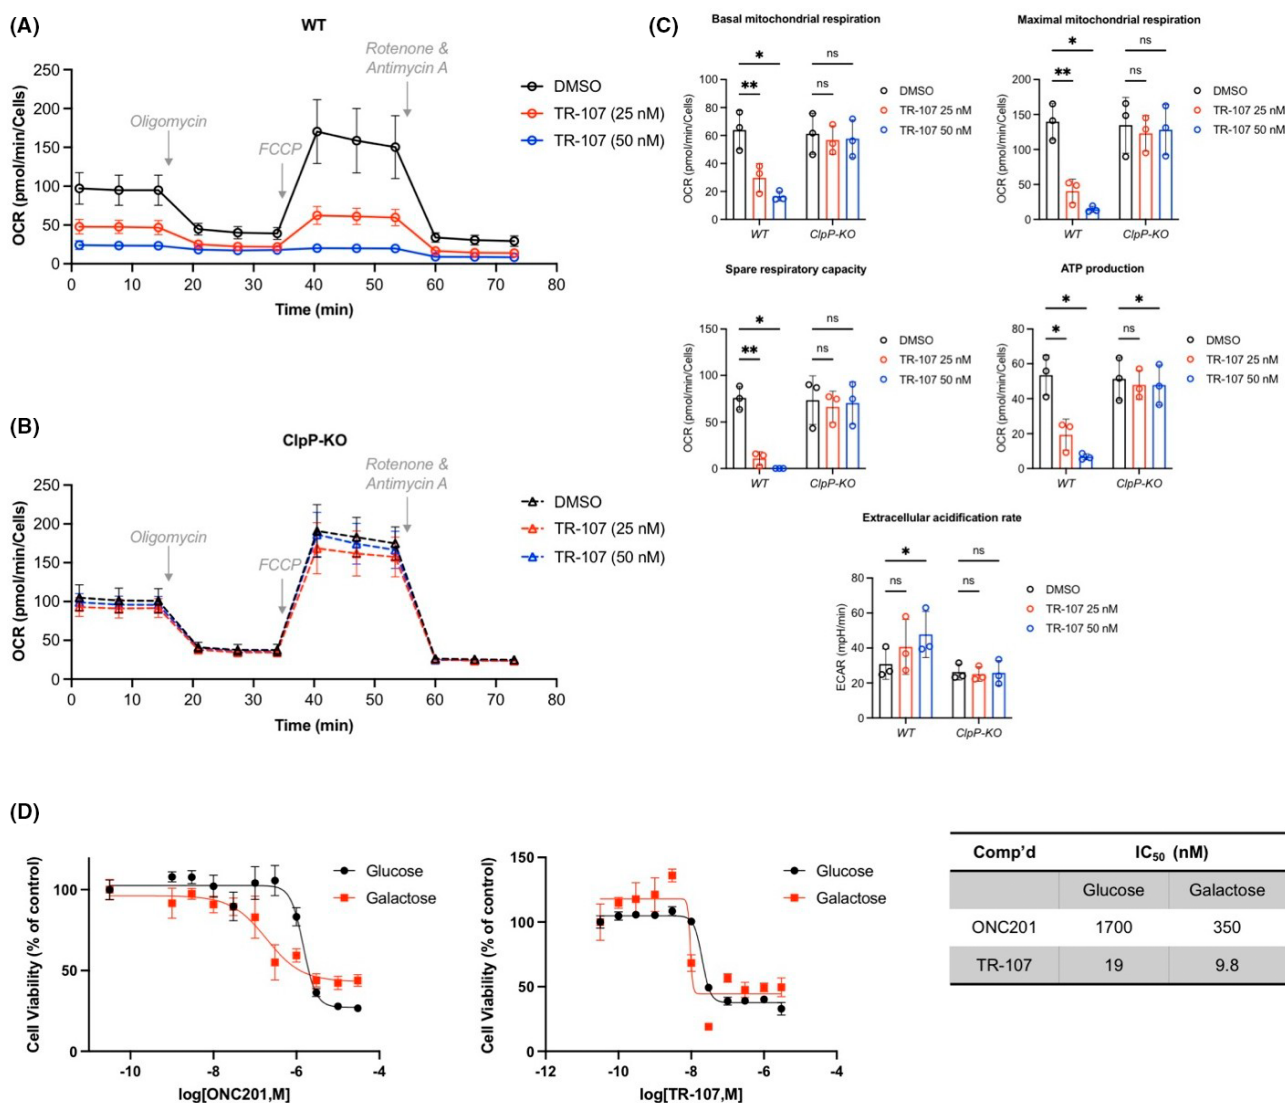 (A)
WT
Rotenone &
Antimycin A
Oligomycin
FCCP
DMSO
TR-107 (25 nM)
TR-107 (50 nM)
OCR (pmol/min/Cells)
250
200
150
100
50
0
0 10 20 30 40 50 60 70 80
Time (min)
(B)
ClpP-KO
Rotenone &
Antimycin A
Oligomycin
FCCP
DMSO
TR-107 (25 nM)
TR-107 (50 nM)
OCR (pmol/min/Cells)
250
200
150
100
50
0
0 10 20 30 40 50 60 70 80
Time (min)
(C)
Basal mitochondrial respiration
* ns
** ns
DMSO
TR-107 25 nM
TR-107 50 nM
OCR (pmol/min/Cells)
100
80
60
40
20
0
WT ClpP-KO
Maximal mitochondrial respiration
* ns
** ns
DMSO
TR-107 25 nM
TR-107 50 nM
OCR (pmol/min/Cells)
200
150
100
50
0
WT ClpP-KO
Spare respiratory capacity
* ns
** ns
DMSO
TR-107 25 nM
TR-107 50 nM
OCR (pmol/min/Cells)
150
100
50
0
WT ClpP-KO
ATP production
* *
* ns
DMSO
TR-107 25 nM
TR-107 50 nM
OCR (pmol/min/Cells)
80
60
40
20
0
WT ClpP-KO
Extracellular acidification rate
* ns
ns ns
DMSO
TR-107 25 nM
TR-107 50 nM
ECAR (mpH/min)
80
60
40
20
0
WT ClpP-KO
(D)
Cell Viability (% of control)
100
50
0
-10 -8 -6 -4
log[ONC201,M]
Glucose
Galactose
Cell Viability (% of control)
150
100
50
0
-12 -10 -8 -6 -4
log[TR-107,M]
Glucose
Galactose
Comp'd IC₅₀ (nM)
Glucose Galactose
ONC201 1700 350
TR-107 19 9.8